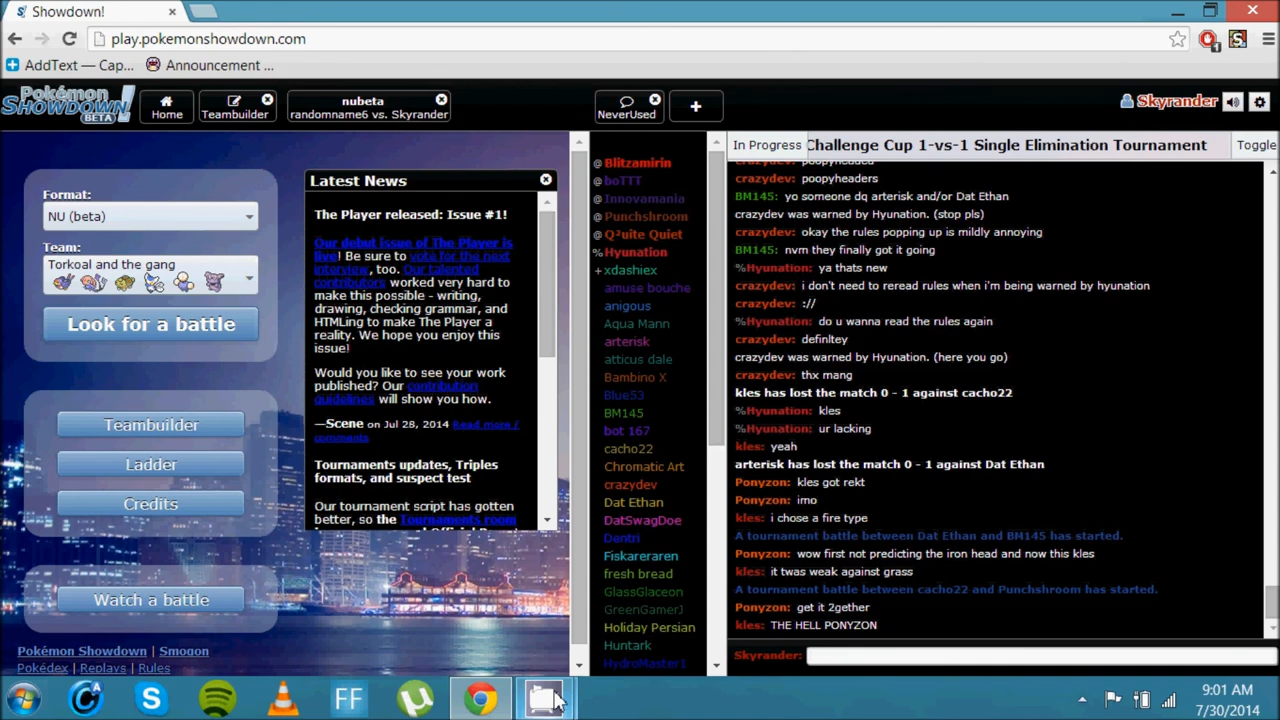 Showdown!
play.pokemonshowdown.com
AddText — Cap...
Announcement ...
Pokémon
SHOWDOWN!
BETA
Home
Teambuilder
nubeta
randomname6 vs. Skyrander
NeverUsed
+
Skyrander
Format:
NU (beta)
Team:
Torkoal and the gang
Look for a battle
Teambuilder
Ladder
Credits
Watch a battle
Pokémon Showdown | Smogon
Pokédex | Replays | Rules
Latest News
The Player released: Issue #1!
Our debut issue of The Player is
live! Be sure to vote for the next
interview, too. Our talented
contributors worked very hard to
make this possible - writing,
drawing, checking grammar, and
HTMLing to make The Player a
reality. We hope you enjoy this
issue!
Would you like to see your work
published? Our contribution
guidelines will show you how.
—Scene on Jul 28, 2014 Read more /
comments
Tournaments updates, Triples
formats, and suspect test
Our tournament script has gotten
better, so the Tournaments room
@Blitzamirin
@boTTT
@Innovamania
@Punchshroom
@Q²uite Quiet
%Hyunation
+xdashiex
amuse bouche
anigous
Aqua Mann
arterisk
atticus dale
Bambino X
Blue53
BM145
bot 167
cacho22
Chromatic Art
crazydev
Dat Ethan
DatSwagDoe
Dentri
Fiskareraren
fresh bread
GlassGlaceon
GreenGamerJ
Holiday Persian
Huntark
HydroMaster1
In Progress
Challenge Cup 1-vs-1 Single Elimination Tournament
Toggle
crazydev: poopyheaded
crazydev: poopyheaders
BM145: yo someone dq arterisk and/or Dat Ethan
crazydev was warned by Hyunation. (stop pls)
crazydev: okay the rules popping up is mildly annoying
BM145: nvm they finally got it going
%Hyunation: ya thats new
crazydev: i don't need to reread rules when i'm being warned by hyunation
crazydev: ://
%Hyunation: do u wanna read the rules again
crazydev: definltey
crazydev was warned by Hyunation. (here you go)
crazydev: thx mang
kles has lost the match 0 - 1 against cacho22
%Hyunation: kles
%Hyunation: ur lacking
kles: yeah
arterisk has lost the match 0 - 1 against Dat Ethan
Ponyzon: kles got rekt
Ponyzon: imo
kles: i chose a fire type
A tournament battle between Dat Ethan and BM145 has started.
Ponyzon: wow first not predicting the iron head and now this kles
kles: it twas weak against grass
A tournament battle between cacho22 and Punchshroom has started.
Ponyzon: get it 2gether
kles: THE HELL PONYZON
Skyrander:
FF
9:01 AM
7/30/2014